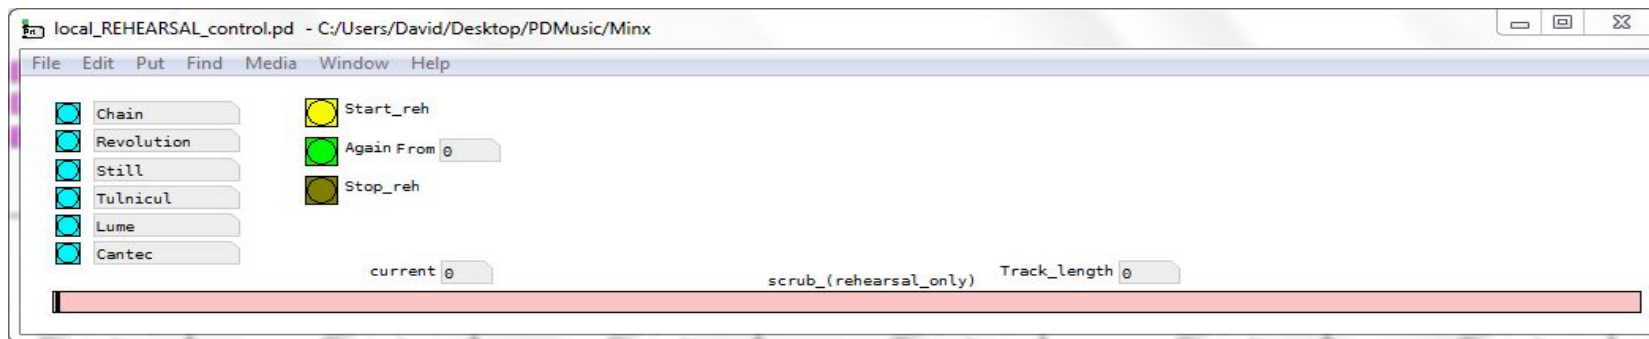 local_REHEARSAL_control.pd - C:/Users/David/Desktop/PDMusic/Minx
File Edit Put Find Media Window Help
Chain
Revolution
Still
Tulnicul
Lume
Cantec
Start_reh
Again From 0
Stop_reh
current 0
scrub_(rehearsal_only)
Track_length 0